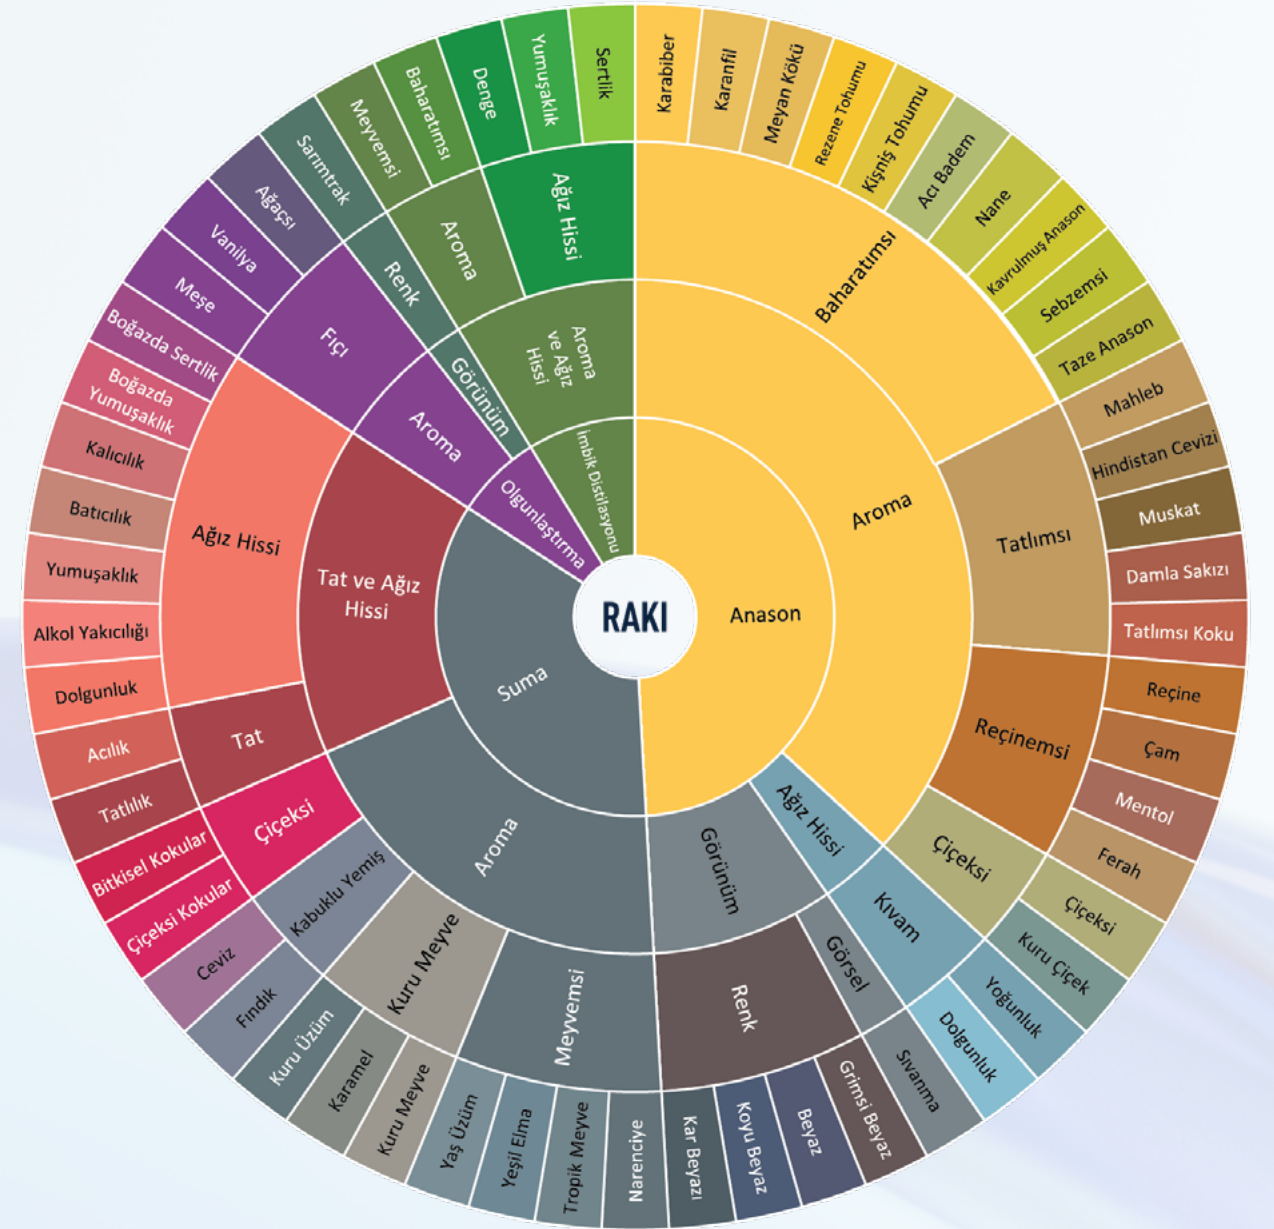 RAKI
Anason
Aroma
Baharatımsı
Karabiber
Karanfil
Meyan Kökü
Rezene Tohumu
Kişniş Tohumu
Acı Badem
Nane
Kavrulmuş Anason
Sebzemsi
Taze Anason
Tatlımsı
Mahleb
Hindistan Cevizi
Muskat
Damla Sakızı
Tatlımsı Koku
Reçinemsi
Reçine
Çam
Mentol
Ferah
Çiçeksi
Çiçeksi
Kuru Çiçek
Ağız Hissi
Kıvam
Yoğunluk
Dolgunluk
Görünüm
Görsel
Sıvanma
Renk
Grimsi Beyaz
Beyaz
Koyu Beyaz
Kar Beyazı
Suma
Aroma
Meyvemsi
Narenciye
Tropik Meyve
Yeşil Elma
Yaş Üzüm
Kuru Meyve
Kuru Meyve
Karamel
Kuru Üzüm
Kabuklu Yemiş
Fındık
Ceviz
Çiçeksi
Çiçeksi Kokular
Bitkisel Kokular
Tat ve Ağız
Hissi
Tat
Tatlılık
Acılık
Ağız Hissi
Dolgunluk
Alkol Yakıcılığı
Yumuşaklık
Batıcılık
Kalıcılık
Boğazda
Yumuşaklık
Boğazda Sertlik
Olgunlaştırma
Aroma
Fıçı
Meşe
Vanilya
Ağaçsı
Görünüm
Renk
Sarımtrak
İmbik Distilasyonu
Aroma
ve Ağız
Hissi
Aroma
Meyvemsi
Baharatımsı
Ağız Hissi
Denge
Yumuşaklık
Sertlik